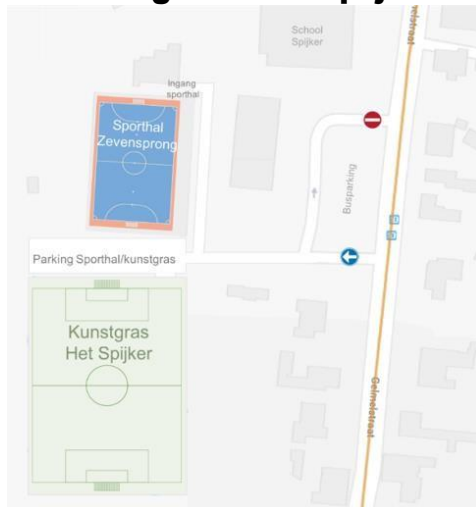 School
Spijker
Ingang
sporthal
Sporthal
Zevensprong
Busparking
Parking Sporthal/kunstgras
Kunstgras
Het Spijker
Gelmelstraat